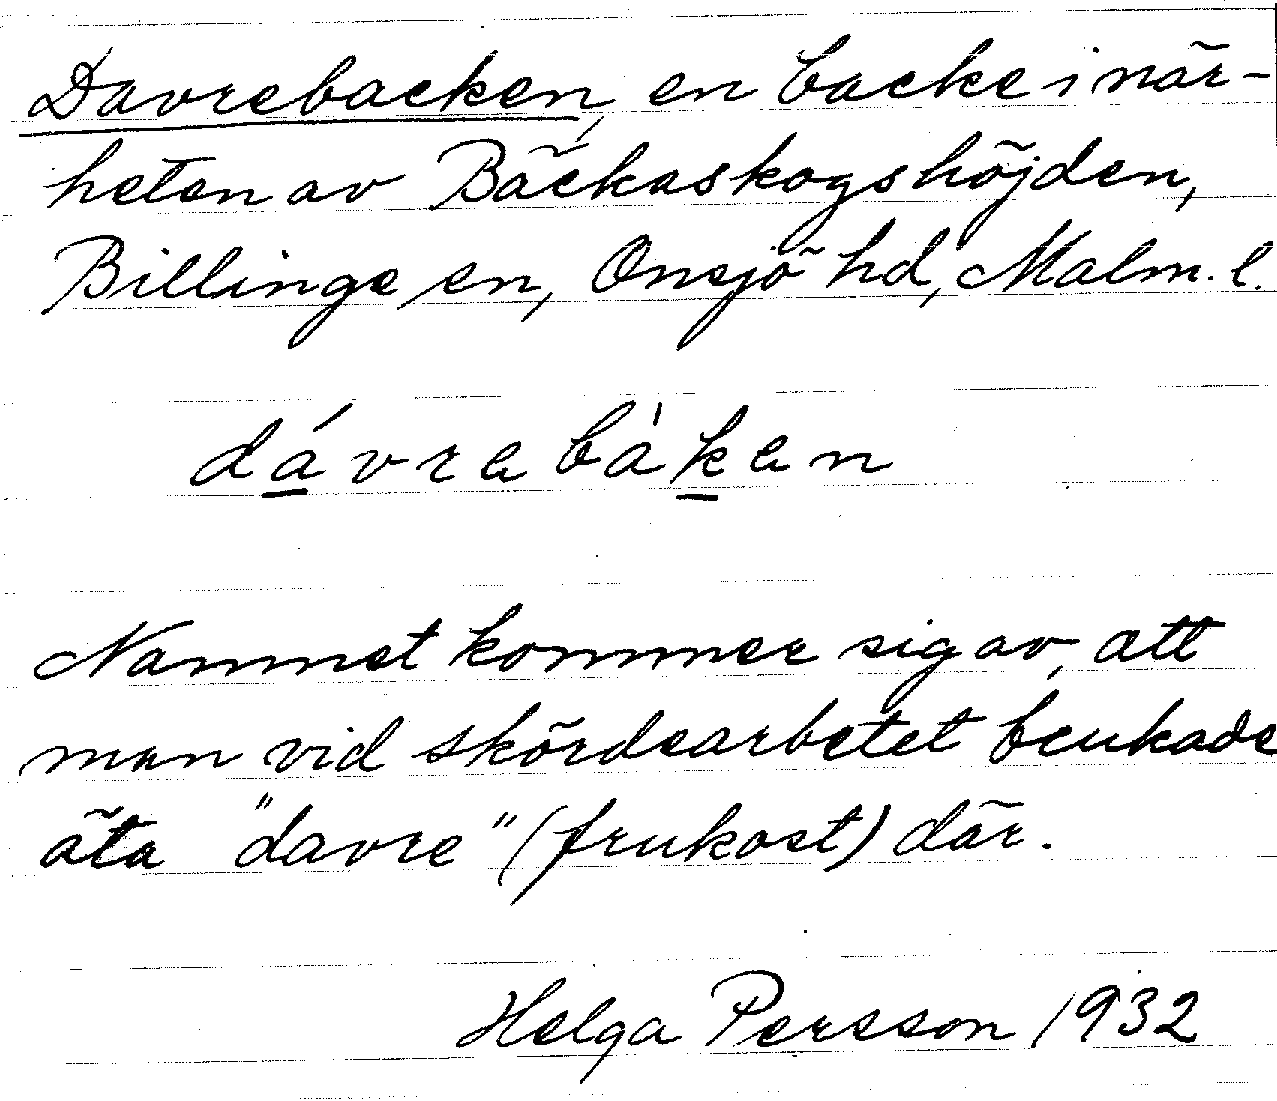 Davrebacken, en backe i när-
heten av Bäckaskogshöjden,
Billinge sn, Onsjö hd, Malm. l.
dávrabàken
Namnet kommer sig av, att
man vid skördearbetet brukade
äta "davre" (frukost) där.
Helga Persson 1932